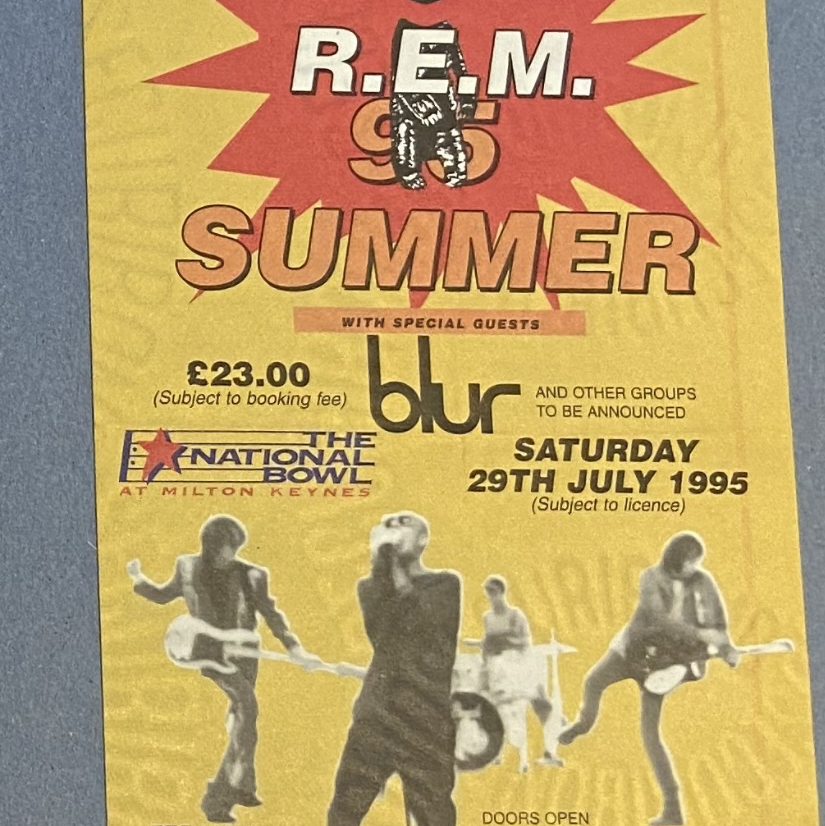 R.E.M.
95
SUMMER
WITH SPECIAL GUESTS
£23.00
(Subject to booking fee)
blur
AND OTHER GROUPS
TO BE ANNOUNCED
THE
NATIONAL
BOWL
AT MILTON KEYNES
SATURDAY
29TH JULY 1995
(Subject to licence)
DOORS OPEN